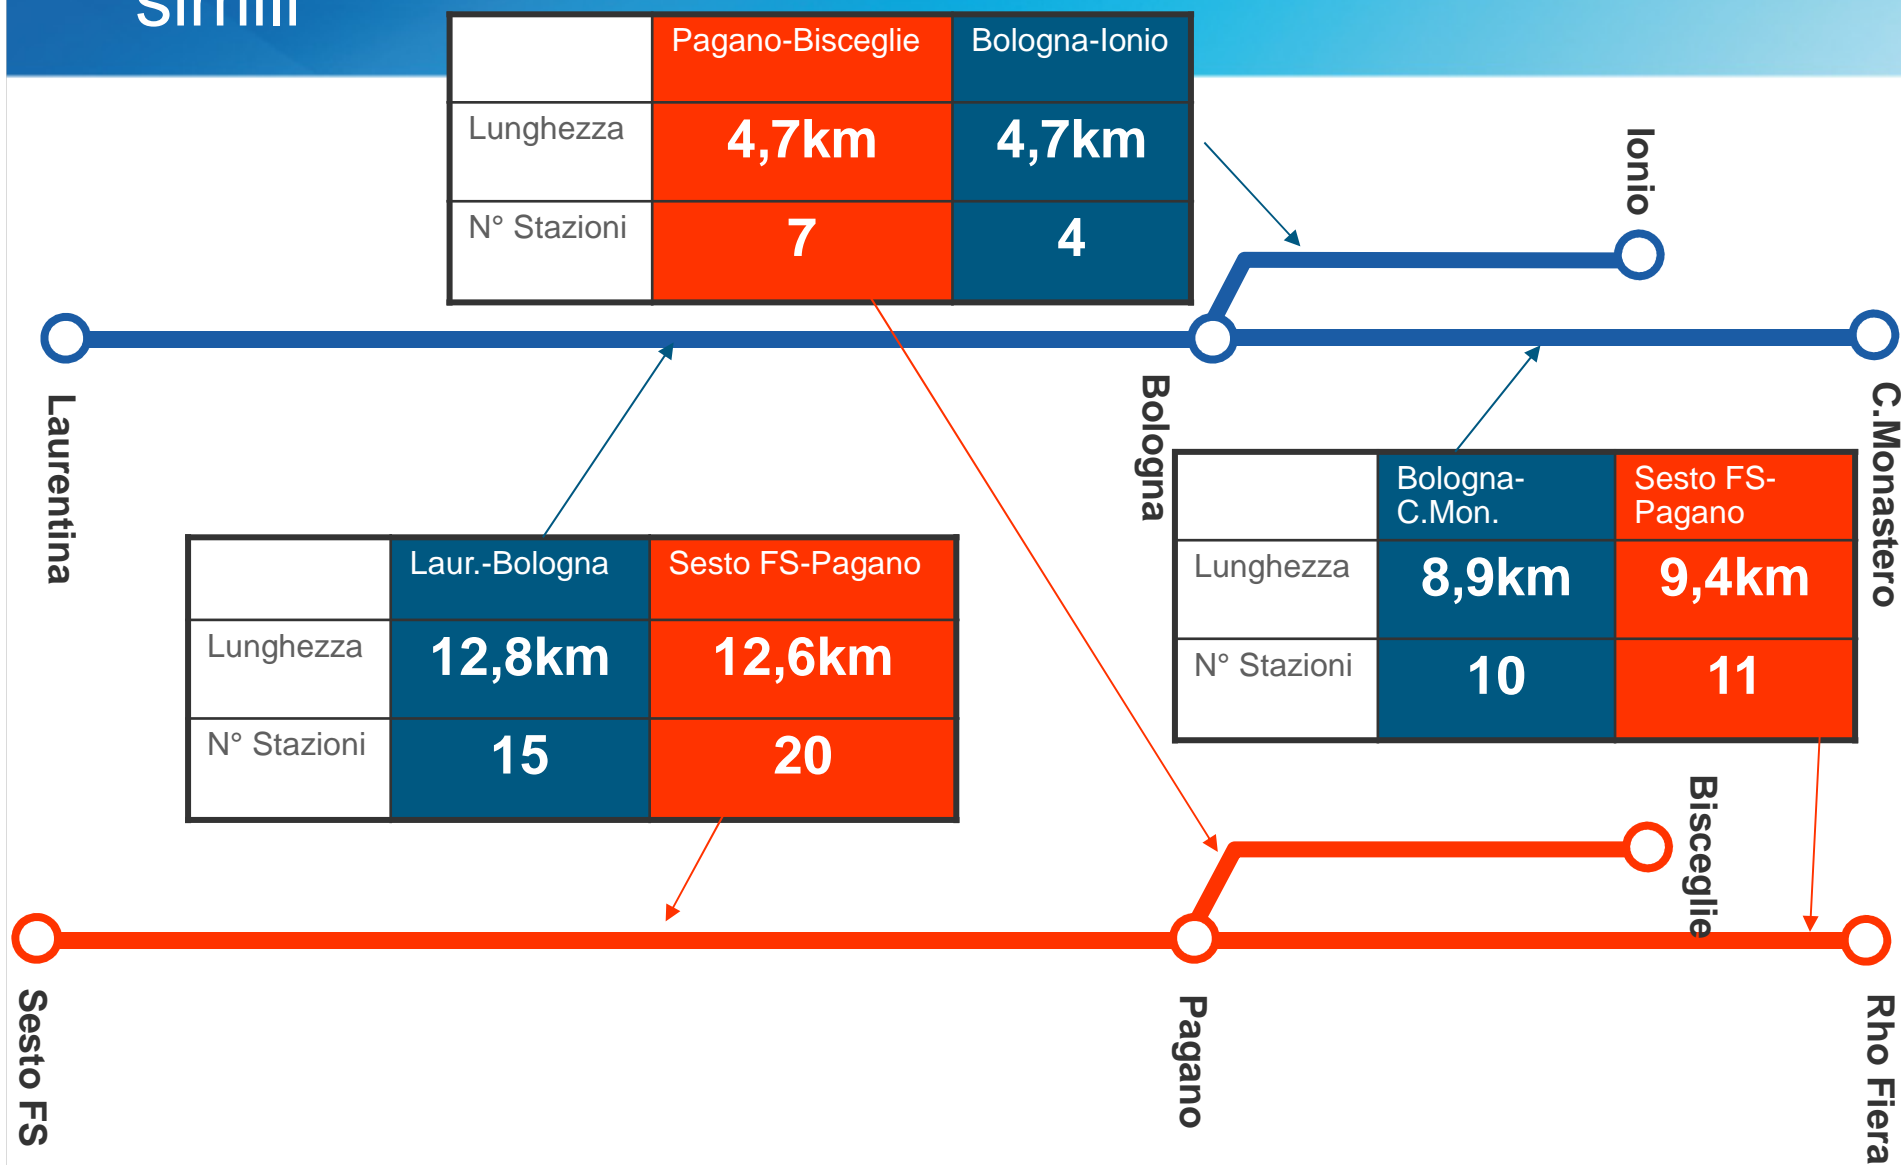 simili
Pagano-Bisceglie Bologna-Ionio
Lunghezza 4,7km 4,7km
N° Stazioni 7 4
Ionio
Laurentina
Bologna
C.Monastero
Bologna-
C.Mon.
Sesto FS-
Pagano
Lunghezza 8,9km 9,4km
N° Stazioni 10 11
Laur.-Bologna Sesto FS-Pagano
Lunghezza 12,8km 12,6km
N° Stazioni 15 20
Bisceglie
Sesto FS
Pagano
Rho Fiera